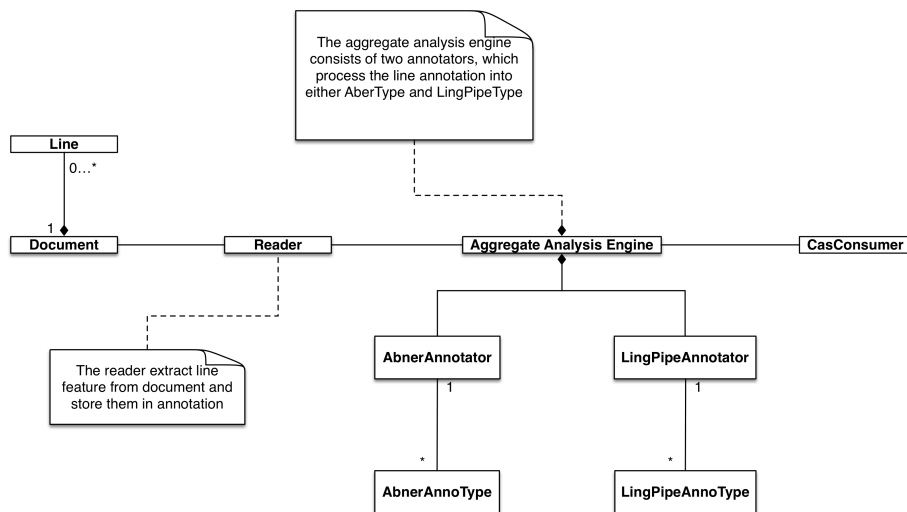 The aggregate analysis engine
consists of two annotators, which
process the line annotation into
either AberType and LingPipeType
Line
0...*
1
Document
Reader
Aggregate Analysis Engine
CasConsumer
The reader extract line
feature from document and
store them in annotation
AbnerAnnotator
LingPipeAnnotator
1
1
*
*
AbnerAnnoType
LingPipeAnnoType